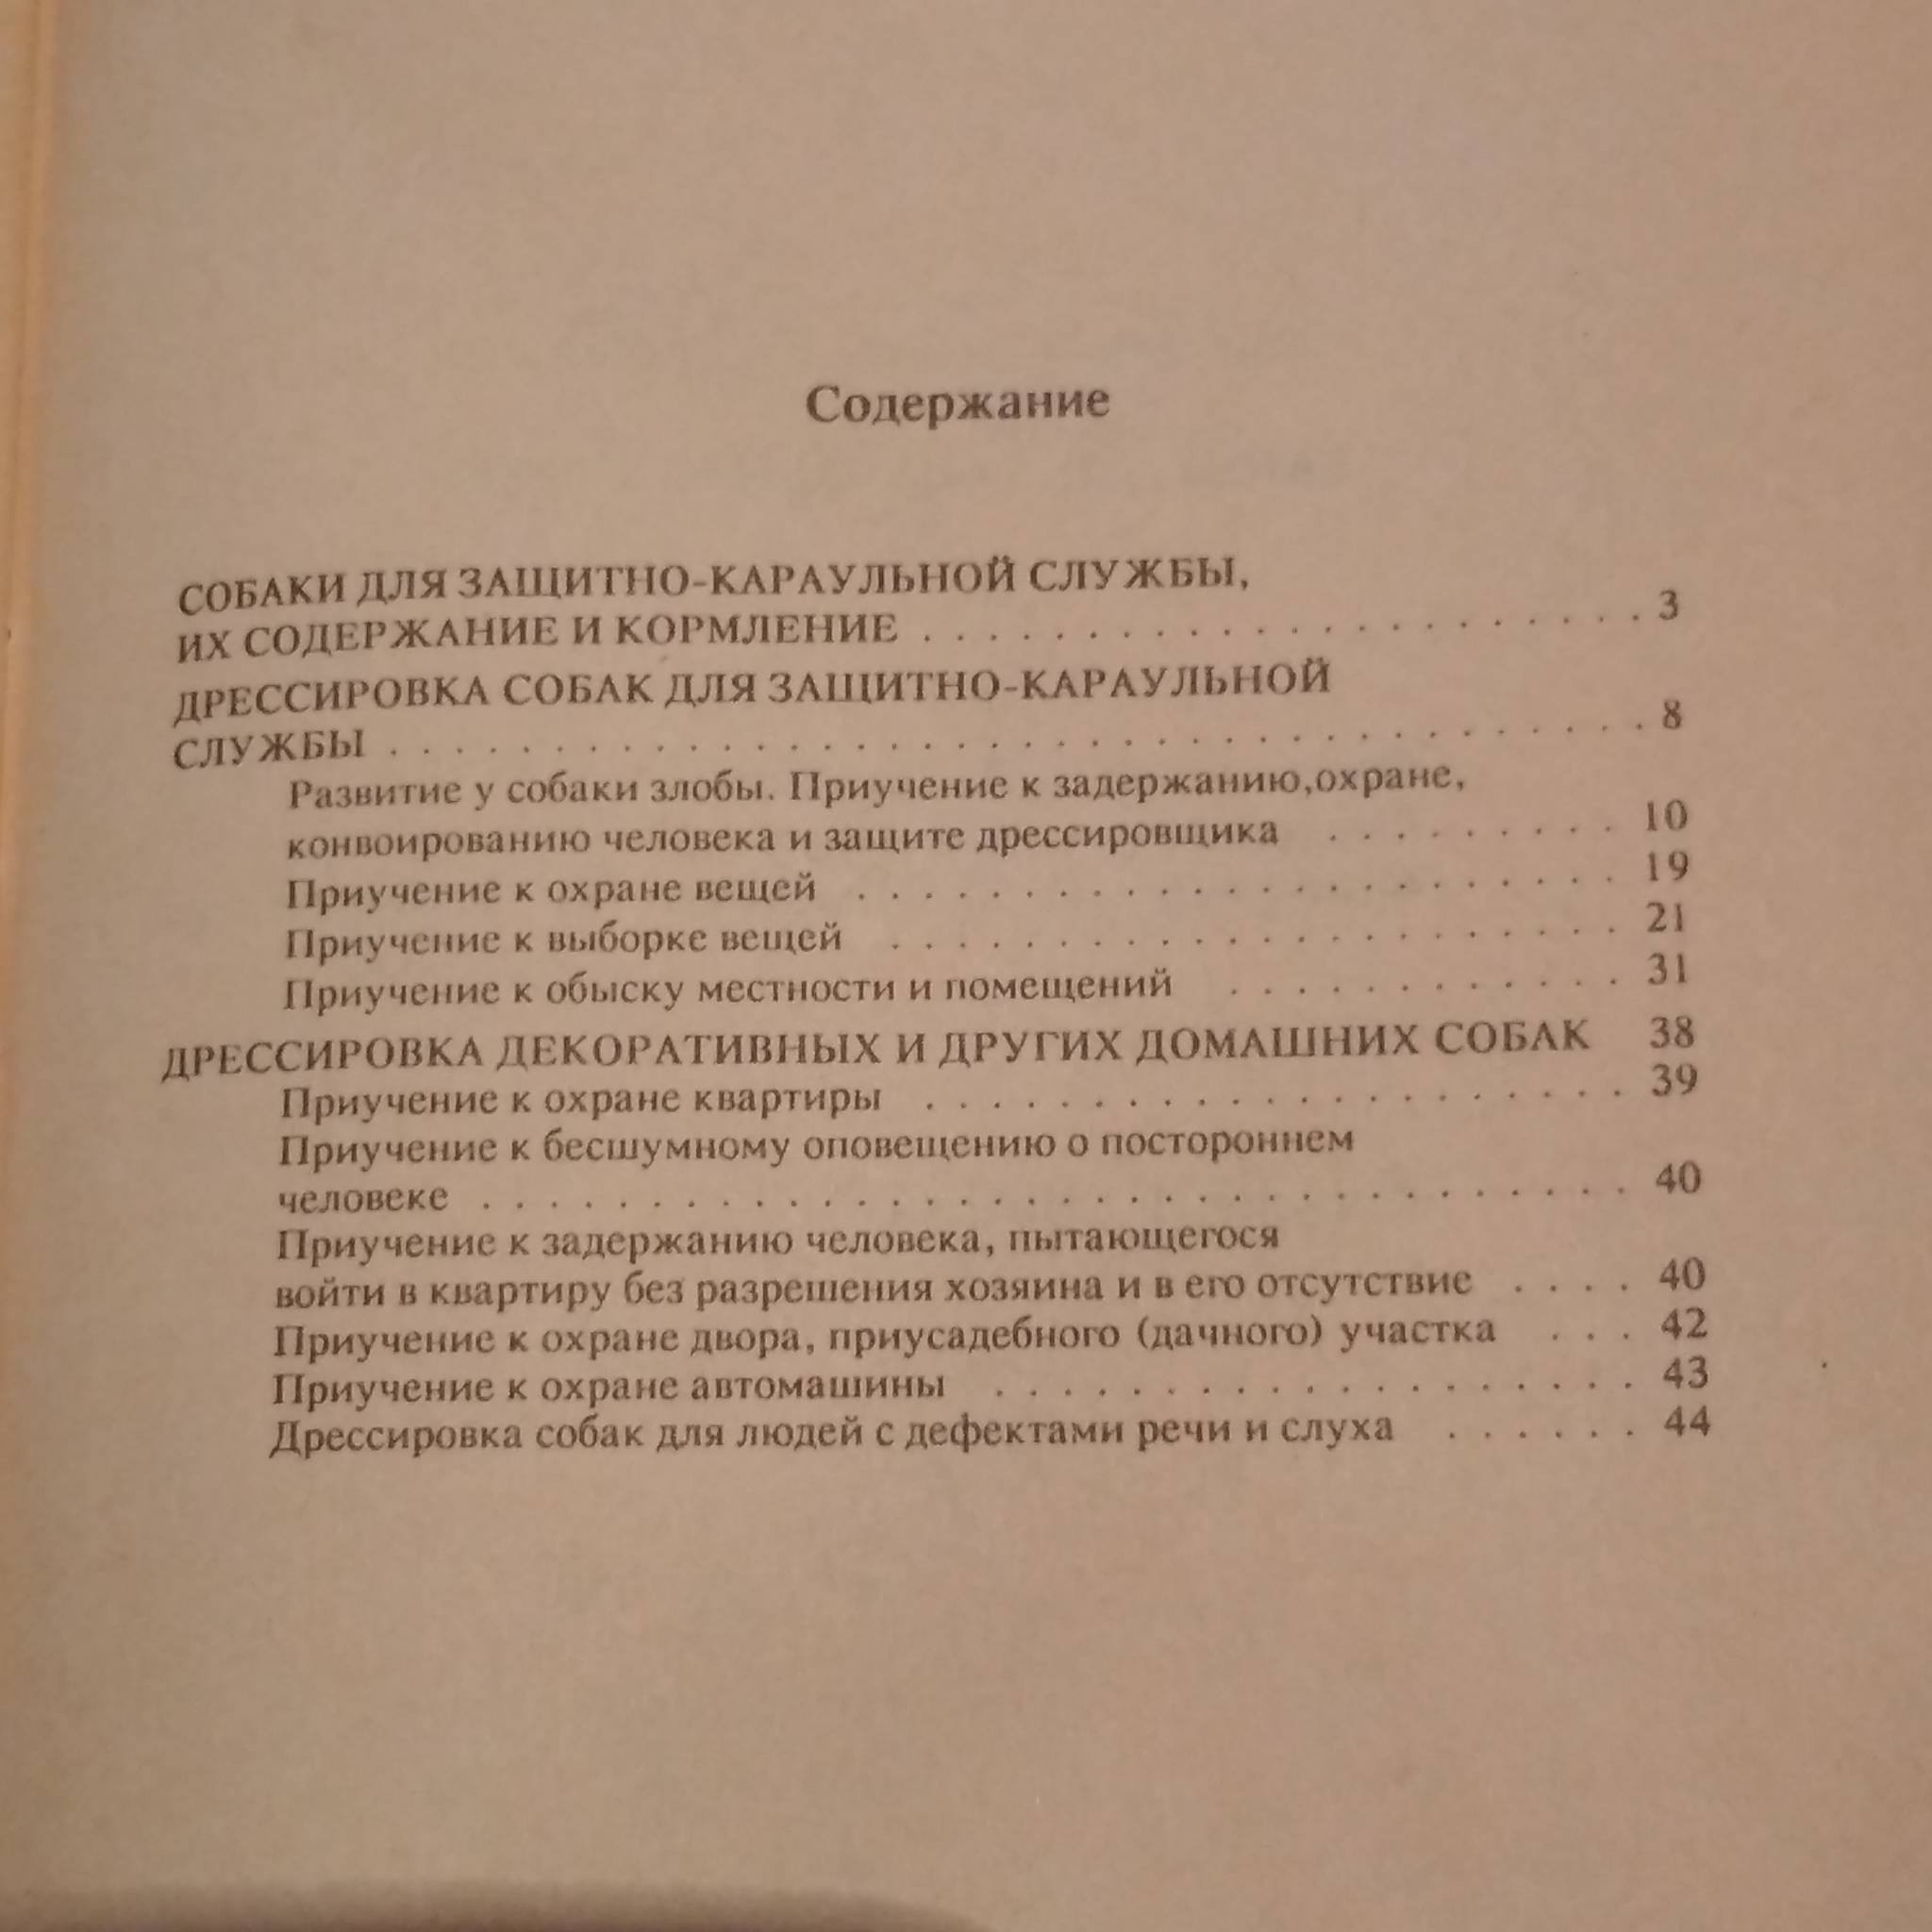 Содержание
СОБАКИ ДЛЯ ЗАЩИТНО-КАРАУЛЬНОЙ СЛУЖБЫ,
ИХ СОДЕРЖАНИЕ И КОРМЛЕНИЕ . . . . . . . . . . . . . . . . . . . . . . 3
ДРЕССИРОВКА СОБАК ДЛЯ ЗАЩИТНО-КАРАУЛЬНОЙ
СЛУЖБЫ . . . . . . . . . . . . . . . . . . . . . . . . . . . . . . . . . . . . . . . 8
Развитие у собаки злобы. Приучение к задержанию,охране,
конвоированию человека и защите дрессировщика . . . . . . . . . 10
Приучение к охране вещей . . . . . . . . . . . . . . . . . . . . . . . 19
Приучение к выборке вещей . . . . . . . . . . . . . . . . . . . . . . 21
Приучение к обыску местности и помещений . . . . . . . . . . . . 31
ДРЕССИРОВКА ДЕКОРАТИВНЫХ И ДРУГИХ ДОМАШНИХ СОБАК 38
Приучение к охране квартиры . . . . . . . . . . . . . . . . . . . . . 39
Приучение к бесшумному оповещению о постороннем
человеке . . . . . . . . . . . . . . . . . . . . . . . . . . . . . . . . . . 40
Приучение к задержанию человека, пытающегося
войти в квартиру без разрешения хозяина и в его отсутствие . . . . 40
Приучение к охране двора, приусадебного (дачного) участка . . . 42
Приучение к охране автомашины . . . . . . . . . . . . . . . . . . . 43
Дрессировка собак для людей с дефектами речи и слуха . . . . . . 44